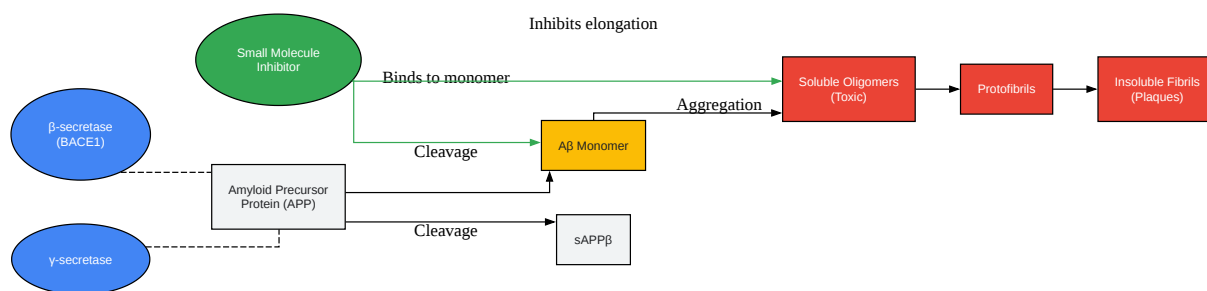 Inhibits elongation
Small Molecule
Inhibitor
Binds to monomer
Soluble Oligomers
(Toxic)
Protofibrils
Insoluble Fibrils
(Plaques)
Aggregation
β-secretase
(BACE1)
Cleavage
Aβ Monomer
Amyloid Precursor
Protein (APP)
Cleavage
sAPPβ
γ-secretase